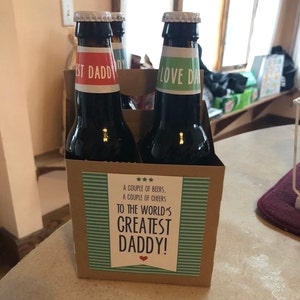 EST DADDY!
LOVE DA
A COUPLE OF BEERS,
A COUPLE OF CHEERS
TO THE WORLD'S
GREATEST
DADDY!